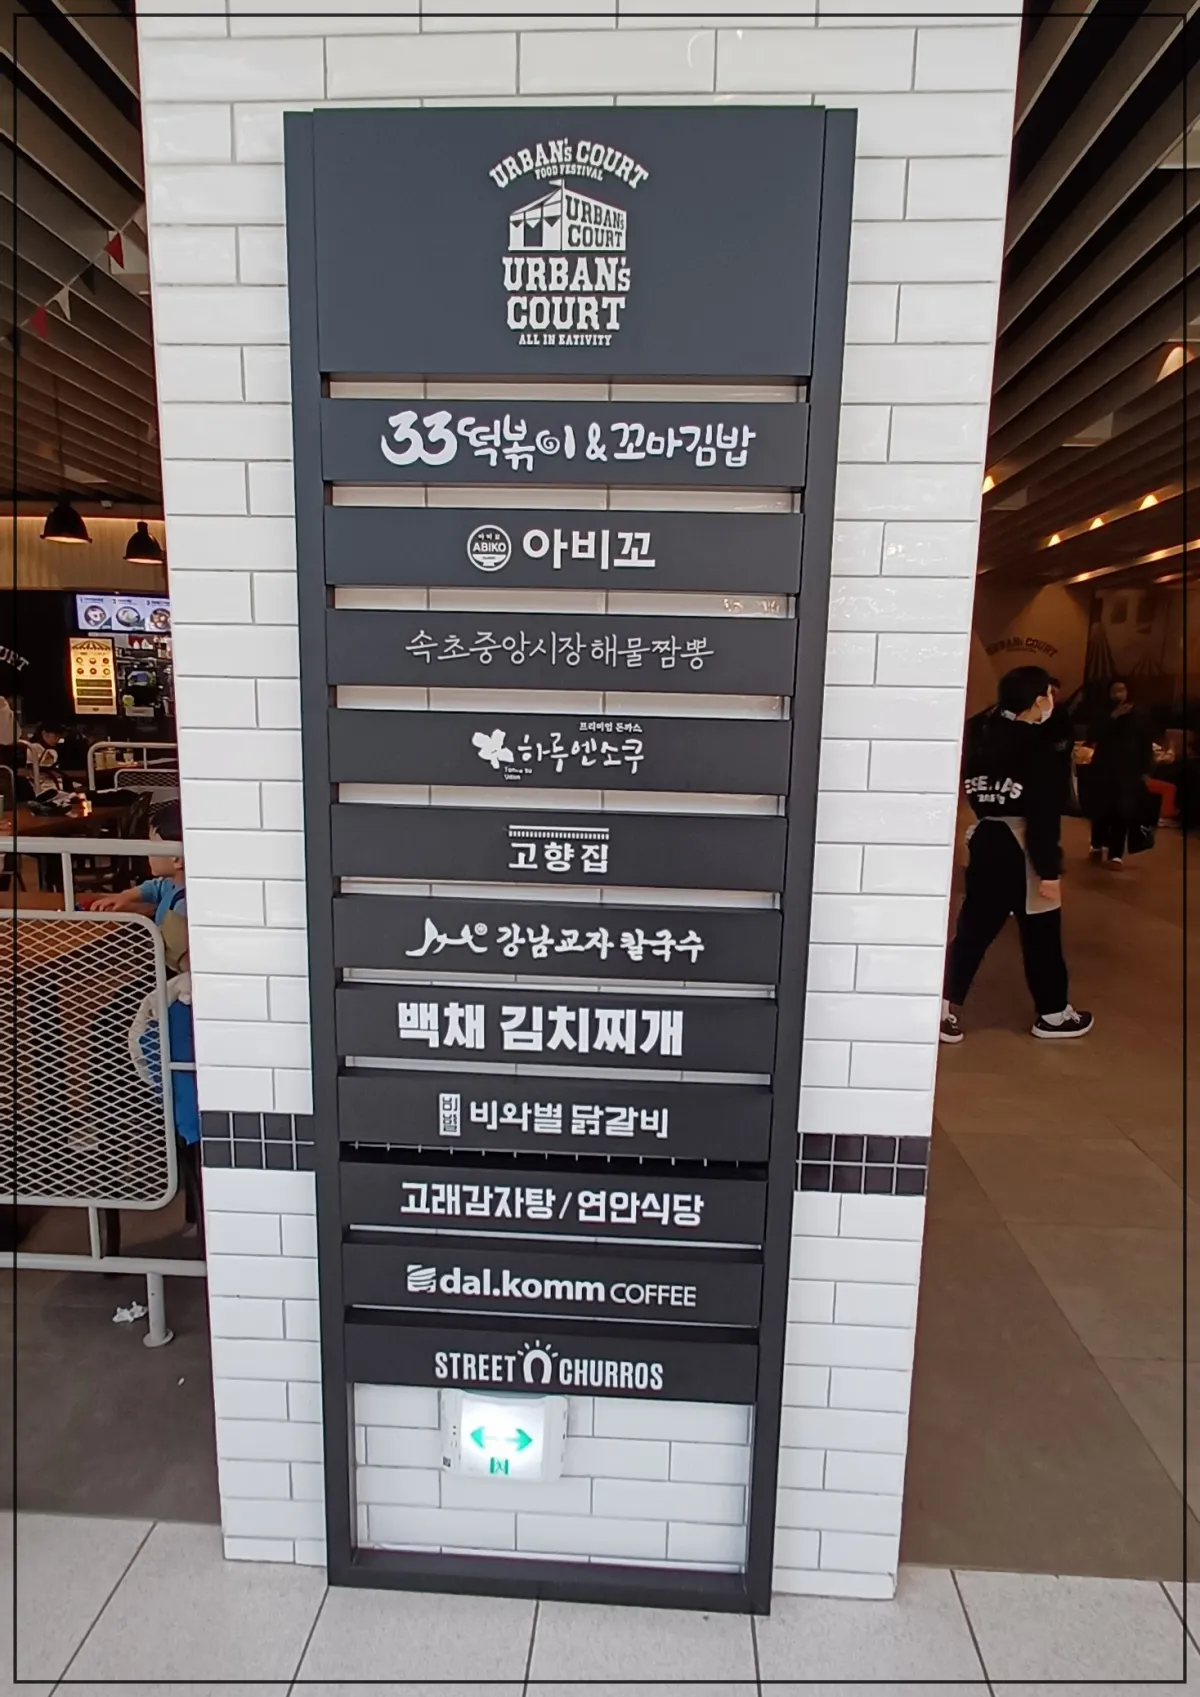 URBAN's COURT
FOOD FESTIVAL
URBAN's
COURT
URBAN's
COURT
ALL IN EATIVITY
33떡볶이&꼬마김밥
ABIKO 아비꼬
속초중앙시장해물짬뽕
프리미엄 돈까스
하루엔소쿠
고향집
강남교자 칼국수
백채 김치찌개
비별 비와별 닭갈비
고래감자탕/연안식당
dal.komm COFFEE
STREET CHURROS